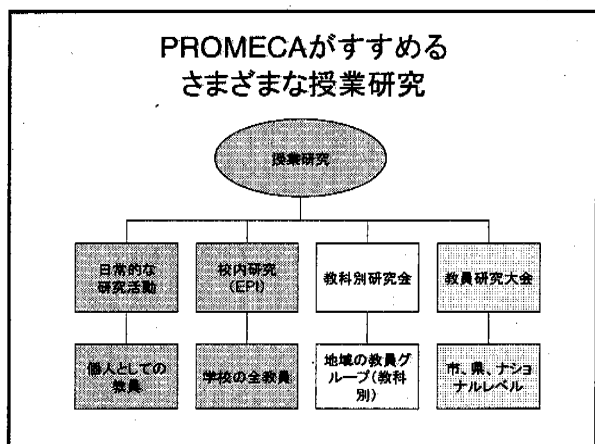 PROMECAがすすめる
さまざまな授業研究
授業研究
日常的な
研究活動
校内研究
(EPI)
教科別研究会
教員研究大会
個人としての
教員
学校の全教員
地域の教員グ
ループ(教科
別)
市、県、ナショ
ナルレベル